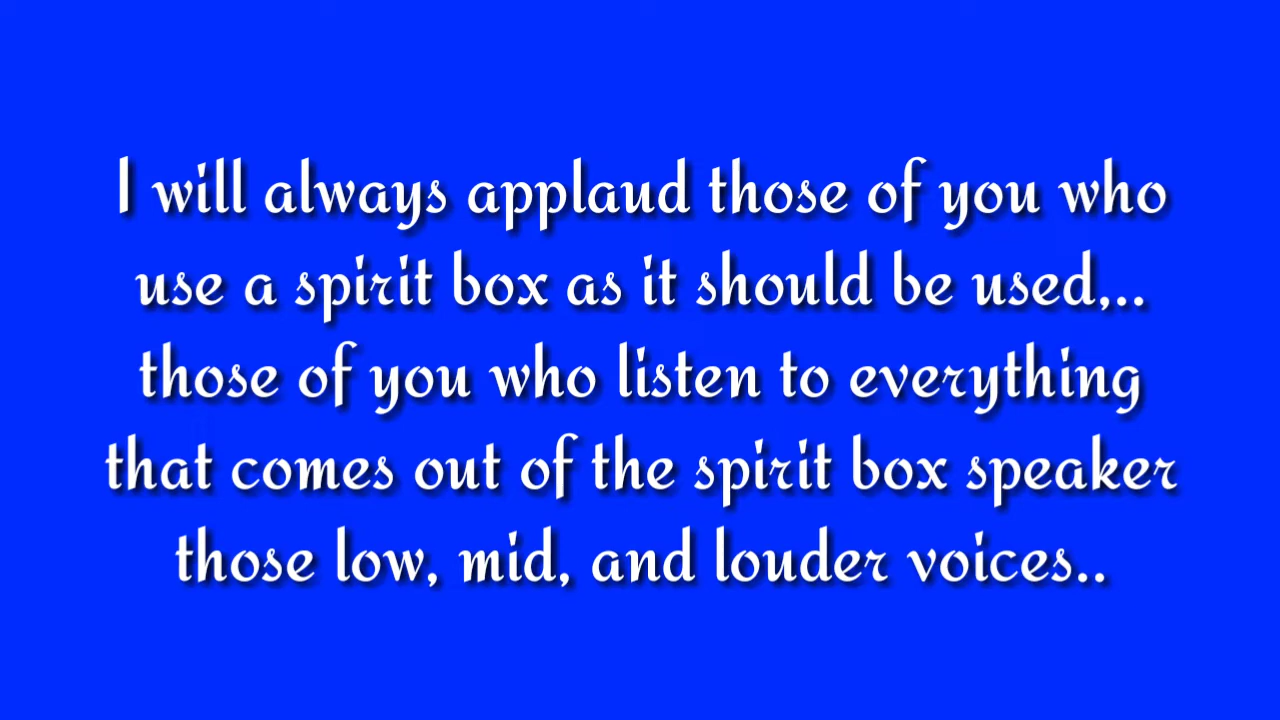 I will always applaud those of you who
use a spirit box as it should be used,..
those of you who listen to everything
that comes out of the spirit box speaker
those low, mid, and louder voices..